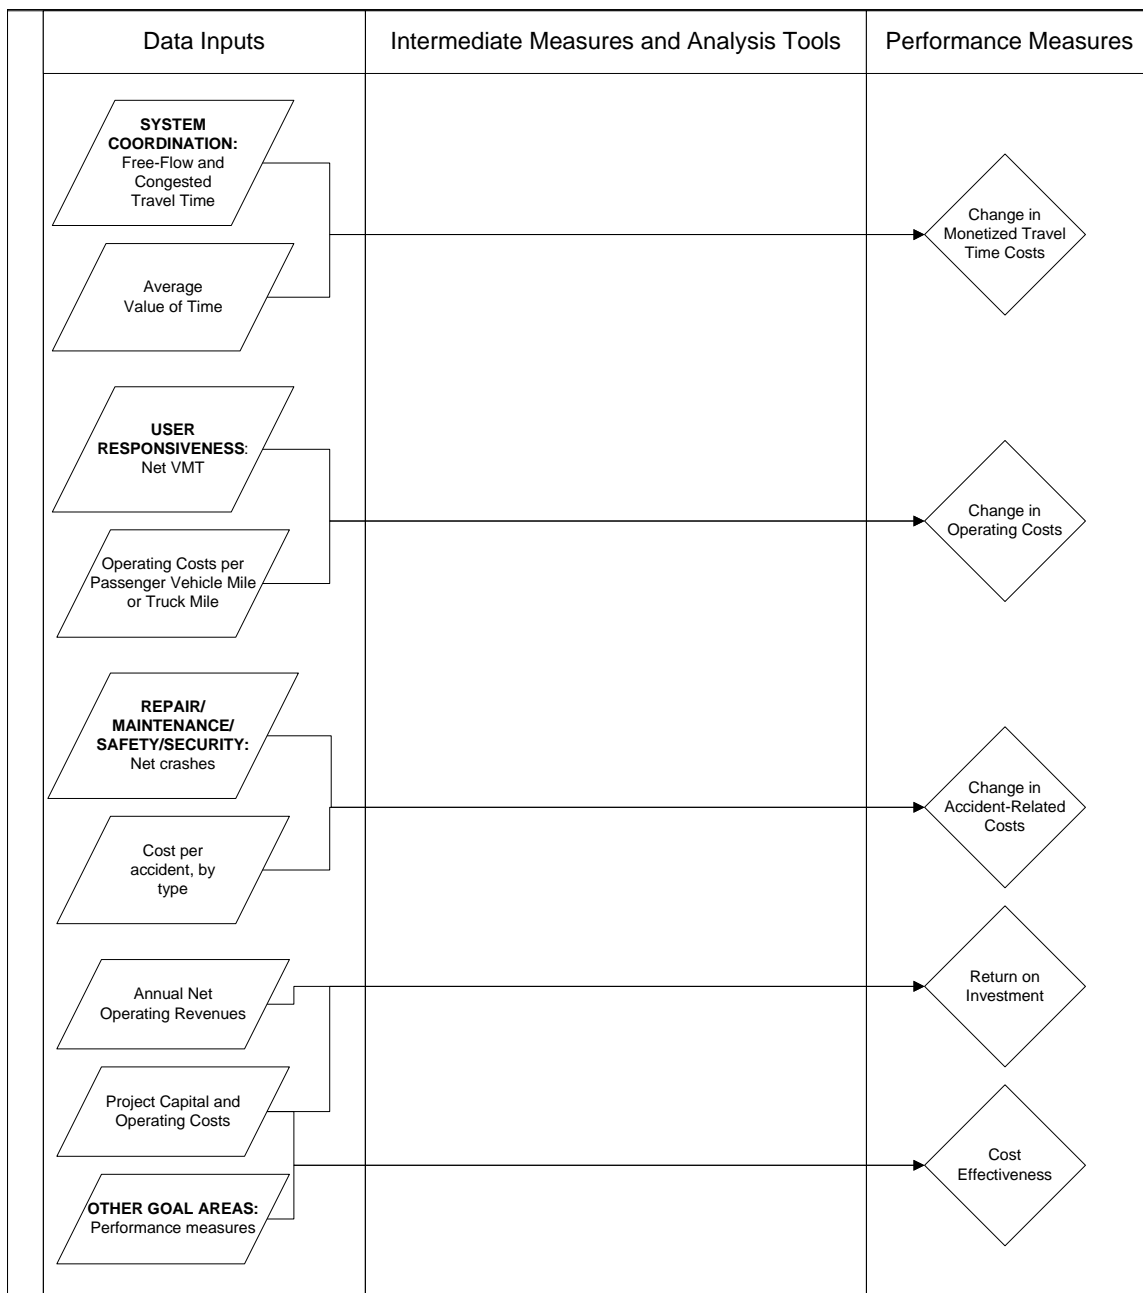 Data Inputs
Intermediate Measures and Analysis Tools
Performance Measures
SYSTEM
COORDINATION:
Free-Flow and
Congested
Travel Time
Change in
Monetized Travel
Time Costs
Average
Value of Time
USER
RESPONSIVENESS:
Net VMT
Change in
Operating Costs
Operating Costs per
Passenger Vehicle Mile
or Truck Mile
REPAIR/
MAINTENANCE/
SAFETY/SECURITY:
Net crashes
Change in
Accident-Related
Costs
Cost per
accident, by
type
Annual Net
Operating Revenues
Return on
Investment
Project Capital and
Operating Costs
Cost
Effectiveness
OTHER GOAL AREAS:
Performance measures